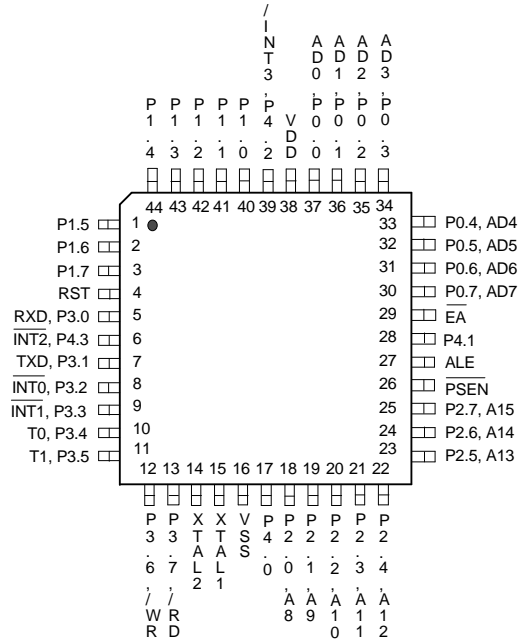 P1.4
P1.3
P1.2
P1.1
P1.0
/INT3,P4.2
VDD
AD0,P0.0
AD1,P0.1
AD2,P0.2
AD3,P0.3
44 43 42 41 40 39 38 37 36 35 34
P1.5 1
P1.6 2
P1.7 3
RST 4
RXD, P3.0 5
INT2, P4.3 6
TXD, P3.1 7
INT0, P3.2 8
INT1, P3.3 9
T0, P3.4 10
T1, P3.5 11
33 P0.4, AD4
32 P0.5, AD5
31 P0.6, AD6
30 P0.7, AD7
29 EA
28 P4.1
27 ALE
26 PSEN
25 P2.7, A15
24 P2.6, A14
23 P2.5, A13
12 13 14 15 16 17 18 19 20 21 22
P3.6,/WR
P3.7,/RD
XTAL2
XTAL1
VSS
P4.0
P2.0,A8
P2.1,A9
P2.2,A10
P2.3,A11
P2.4,A12